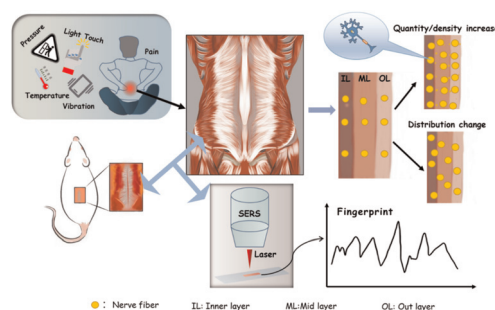 Pressure
Light Touch
Pain
Temperature
Vibration
Quantity/density increase
IL ML OL
Distribution change
SERS
Laser
Fingerprint
: Nerve fiber
IL: Inner layer
ML:Mid layer
OL: Out layer